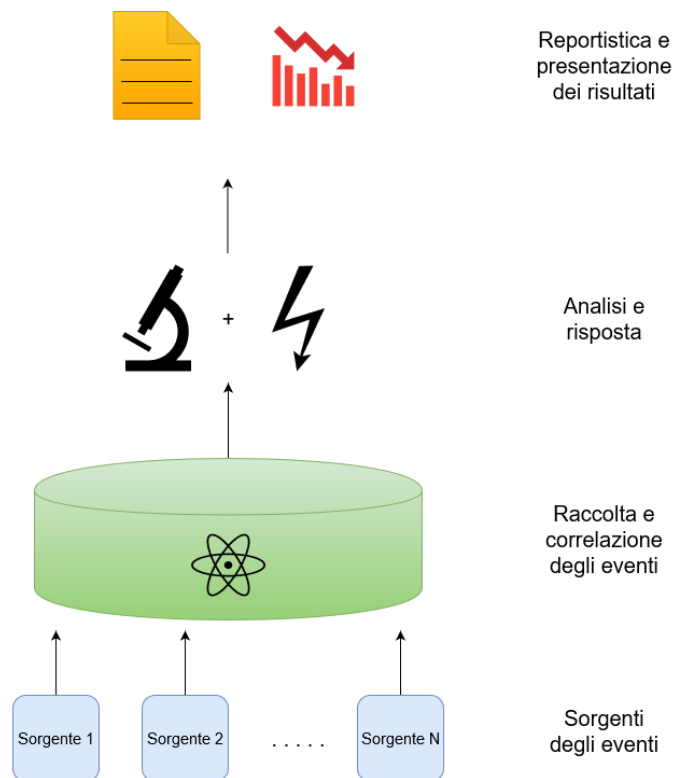 Reportistica e
presentazione
dei risultati
+
Analisi e
risposta
Raccolta e
correlazione
degli eventi
Sorgente 1
Sorgente 2
. . . . .
Sorgente N
Sorgenti
degli eventi